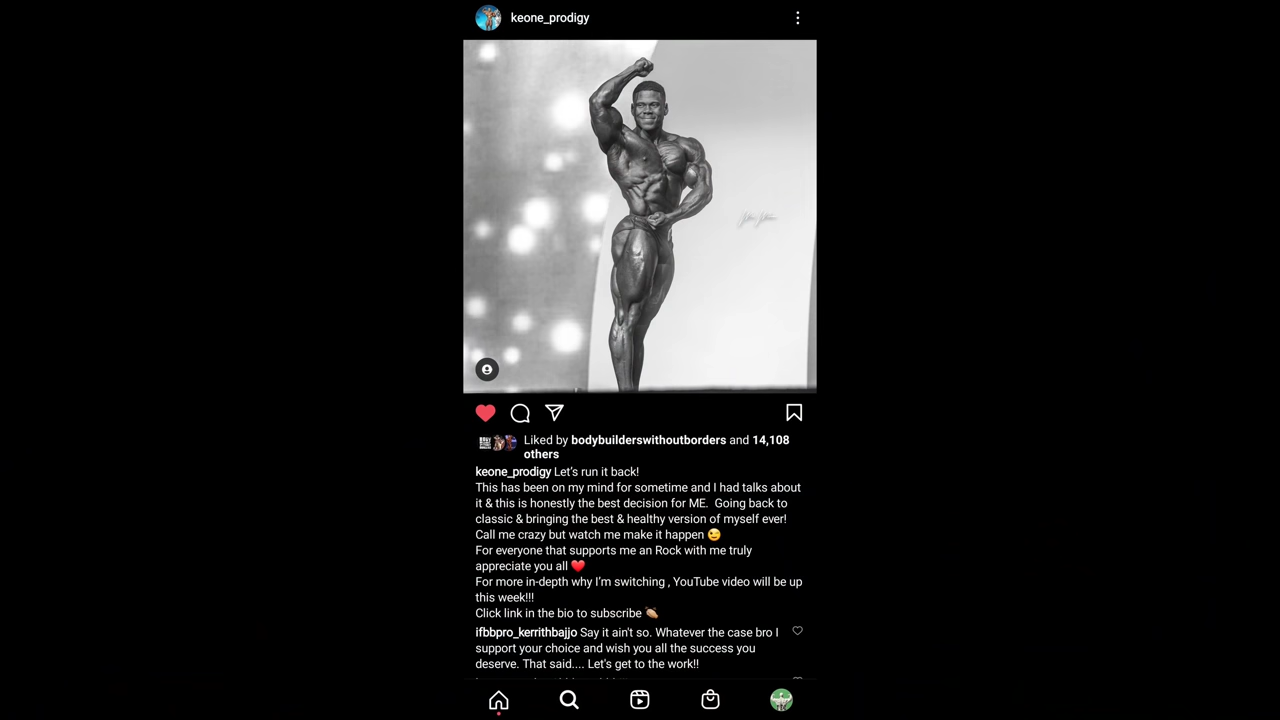 keone_prodigy
Liked by bodybuilderswithoutborders and 14,108
others
keone_prodigy Let's run it back!
This has been on my mind for sometime and I had talks about
it & this is honestly the best decision for ME. Going back to
classic & bringing the best & healthy version of myself ever!
Call me crazy but watch me make it happen 😉
For everyone that supports me an Rock with me truly
appreciate you all ❤️
For more in-depth why I'm switching , YouTube video will be up
this week!!!
Click link in the bio to subscribe
ifbbpro_kerrithbajjo Say it ain't so. Whatever the case bro I
support your choice and wish you all the success you
deserve. That said.... Let's get to the work!!